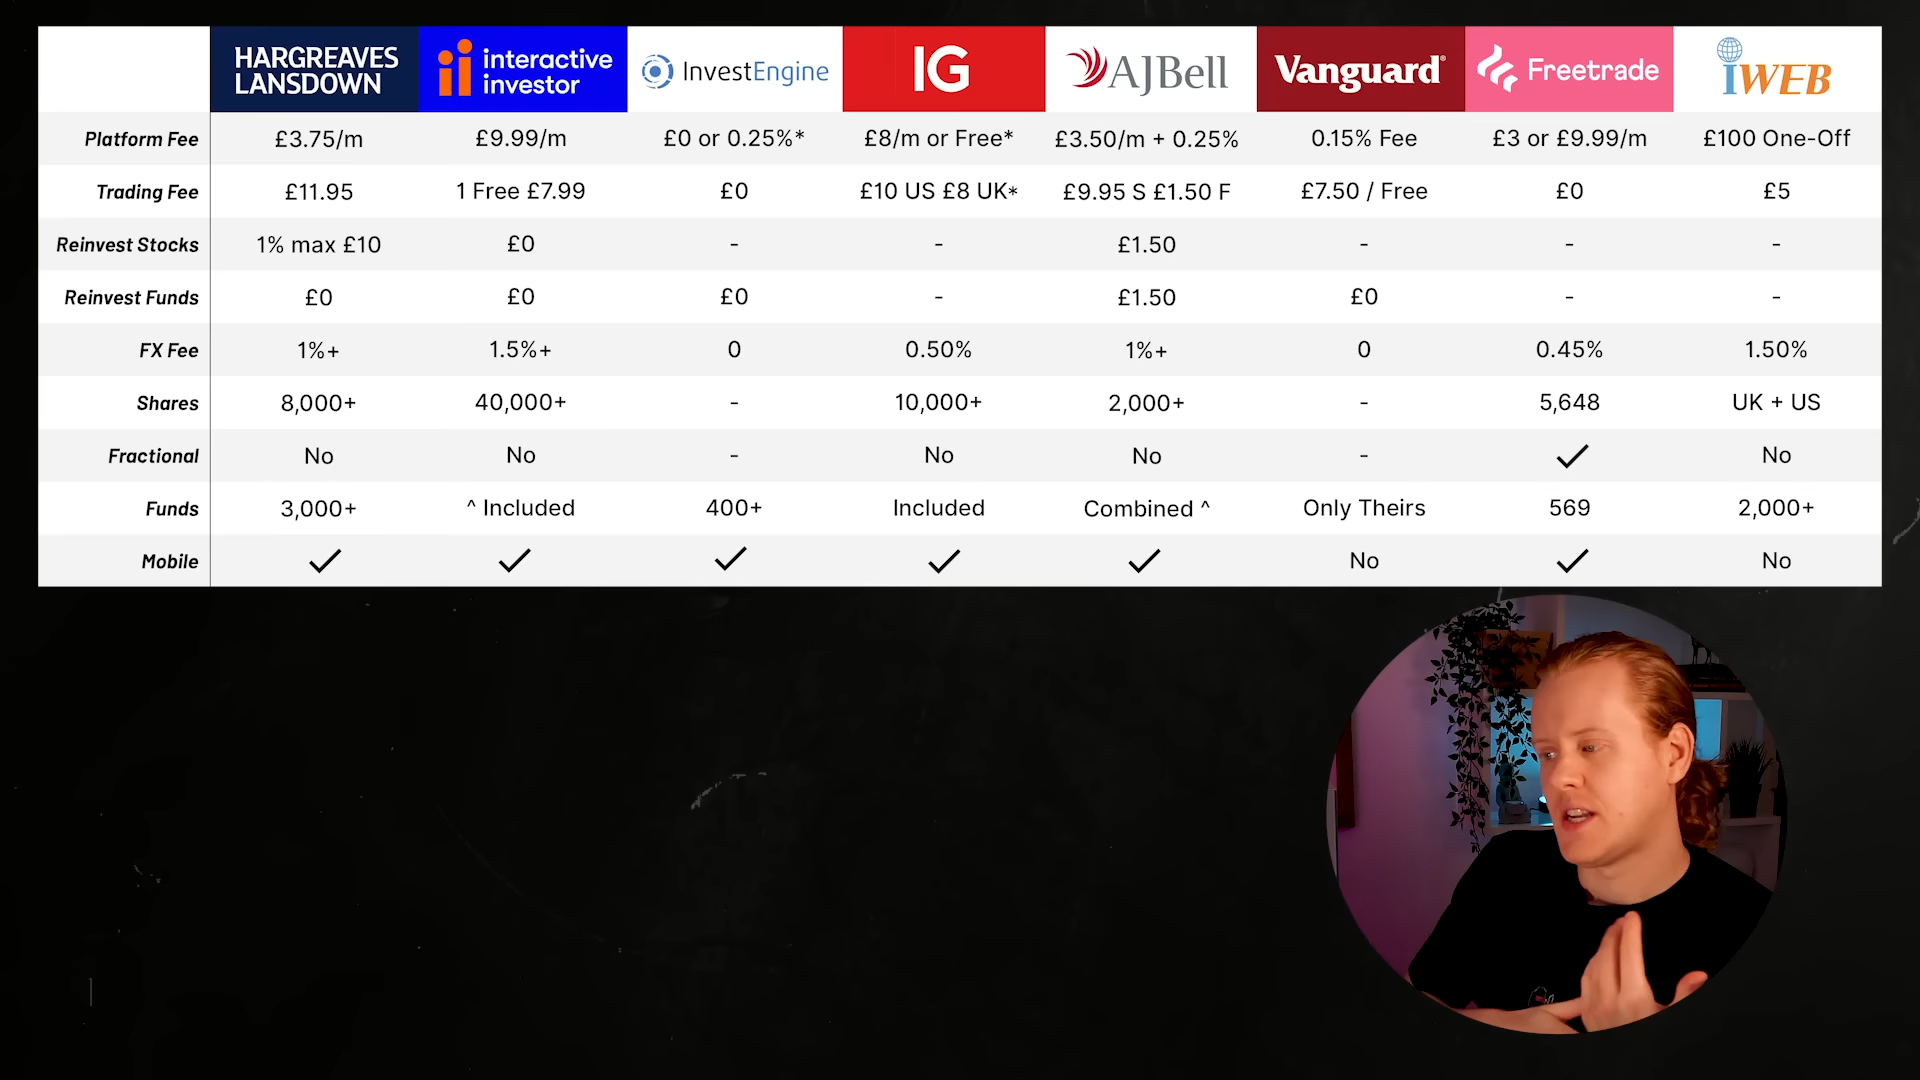 HARGREAVES LANSDOWN interactive investor InvestEngine IG AJBell Vanguard® Freetrade iWEB
Platform Fee £3.75/m £9.99/m £0 or 0.25%* £8/m or Free* £3.50/m + 0.25% 0.15% Fee £3 or £9.99/m £100 One-Off
Trading Fee £11.95 1 Free £7.99 £0 £10 US £8 UK* £9.95 S £1.50 F £7.50 / Free £0 £5
Reinvest Stocks 1% max £10 £0 - - £1.50 - - -
Reinvest Funds £0 £0 £0 - £1.50 £0 - -
FX Fee 1%+ 1.5%+ 0 0.50% 1%+ 0 0.45% 1.50%
Shares 8,000+ 40,000+ - 10,000+ 2,000+ - 5,648 UK + US
Fractional No No - No No - ✓ No
Funds 3,000+ ^ Included 400+ Included Combined ^ Only Theirs 569 2,000+
Mobile ✓ ✓ ✓ ✓ ✓ No ✓ No